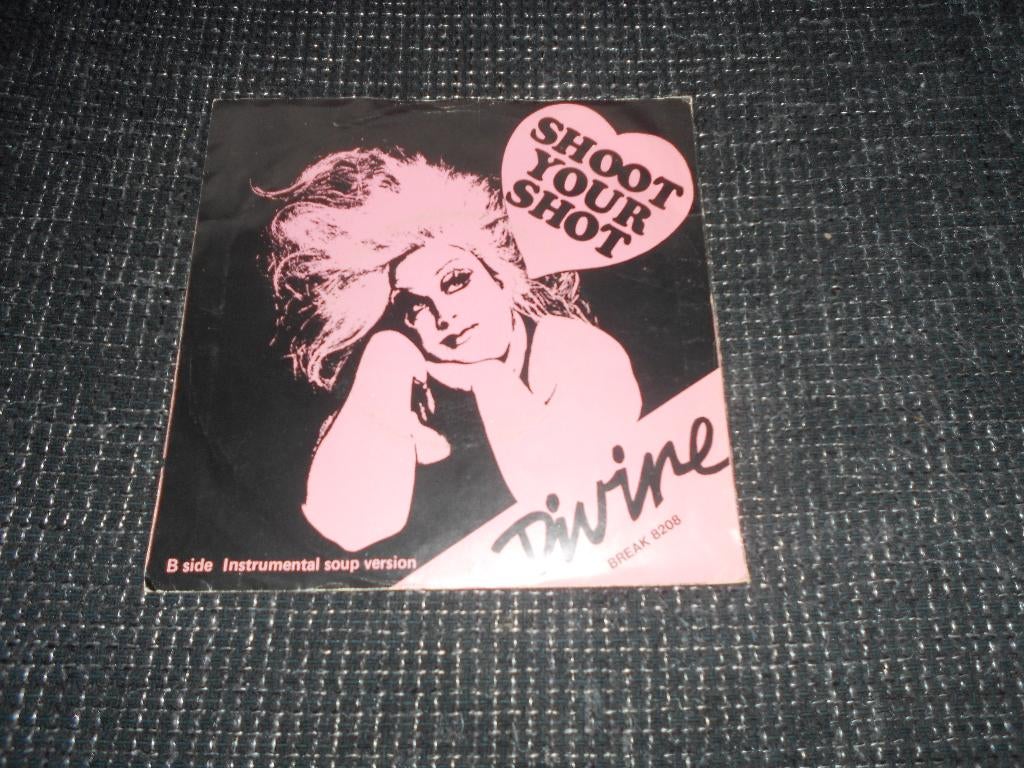 SHOOT
YOUR
SHOT
Divine
BREAK 8208
B side Instrumental soup version